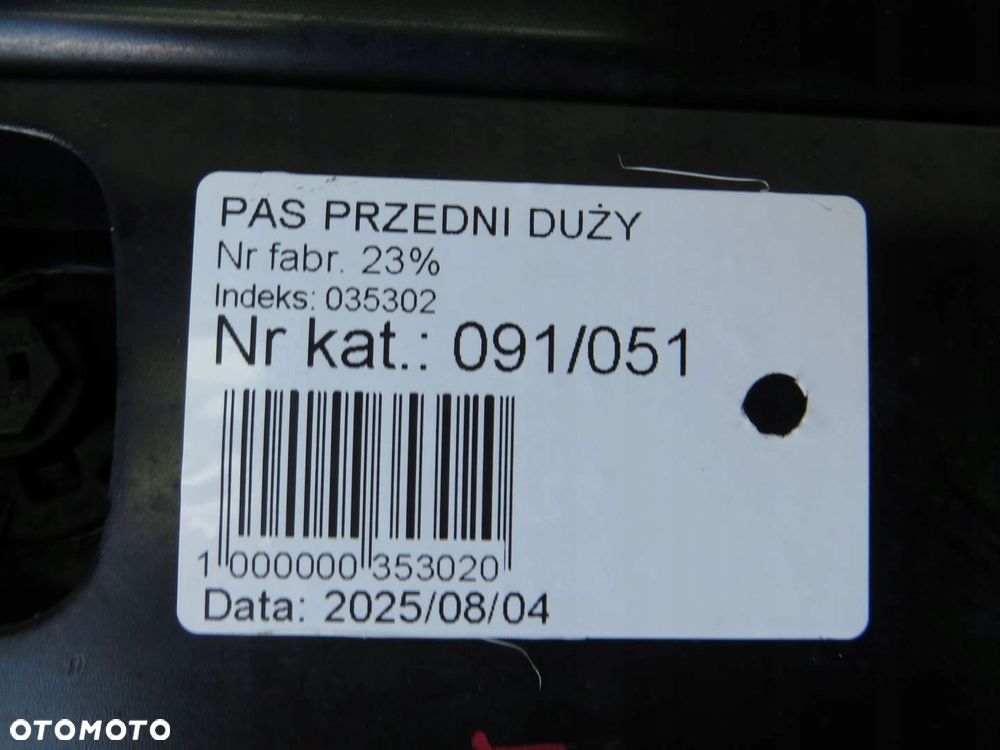 PAS PRZEDNI DUŻY
Nr fabr. 23%
Indeks: 035302
Nr kat.: 091/051
1 000000 353020
Data: 2025/08/04
OTOMOTO